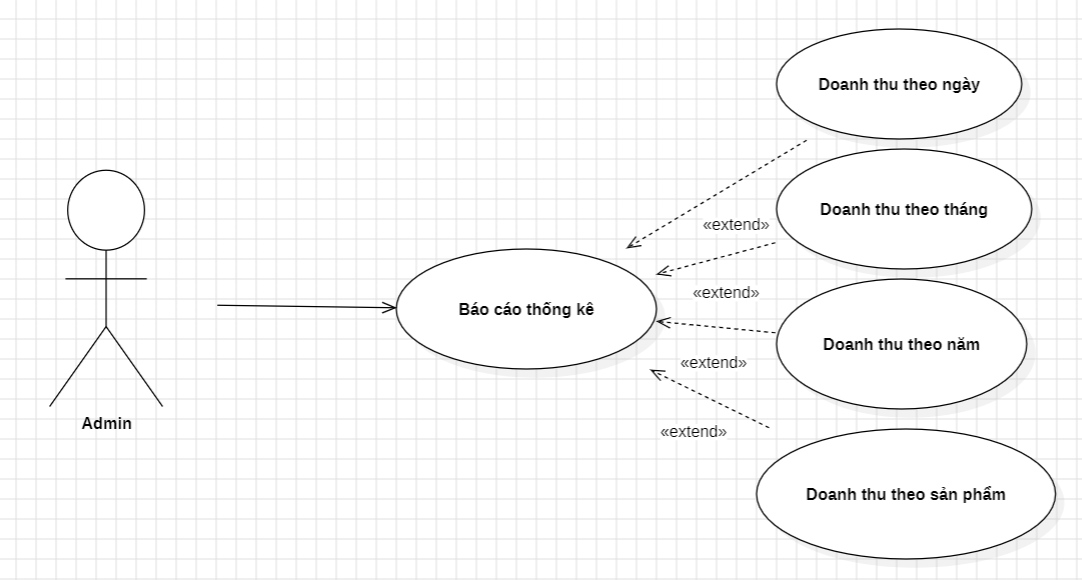 Doanh thu theo ngày
Doanh thu theo tháng
«extend»
«extend»
Báo cáo thống kê
Doanh thu theo năm
«extend»
Admin
«extend»
Doanh thu theo sản phẩm